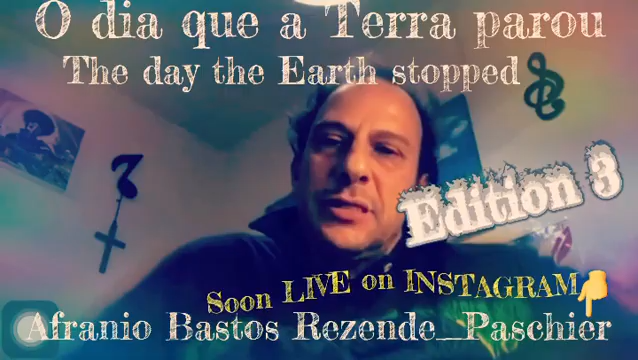 O dia que a Terra parou
The day the Earth stopped
Edition 3
Soon LIVE on INSTAGRAM
Afranio Bastos Rezende_Paschier